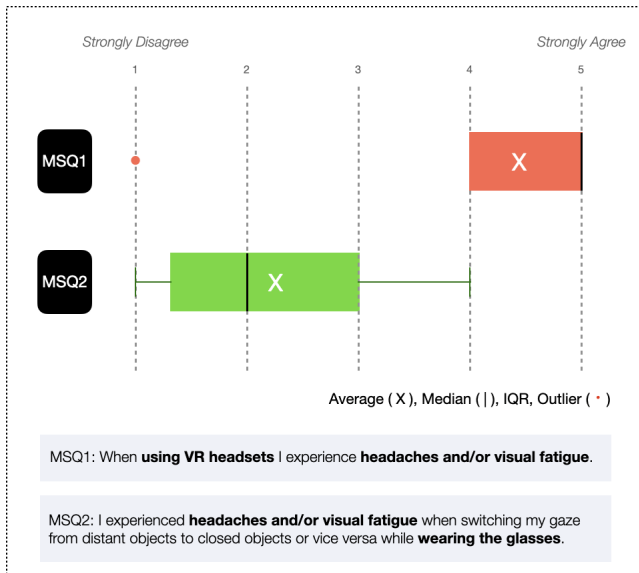 Strongly Disagree Strongly Agree
1 2 3 4 5
MSQ1 X
MSQ2 X
Average ( X ), Median ( | ), IQR, Outlier ( • )
MSQ1: When using VR headsets I experience headaches and/or visual fatigue.
MSQ2: I experienced headaches and/or visual fatigue when switching my gaze
from distant objects to closed objects or vice versa while wearing the glasses.